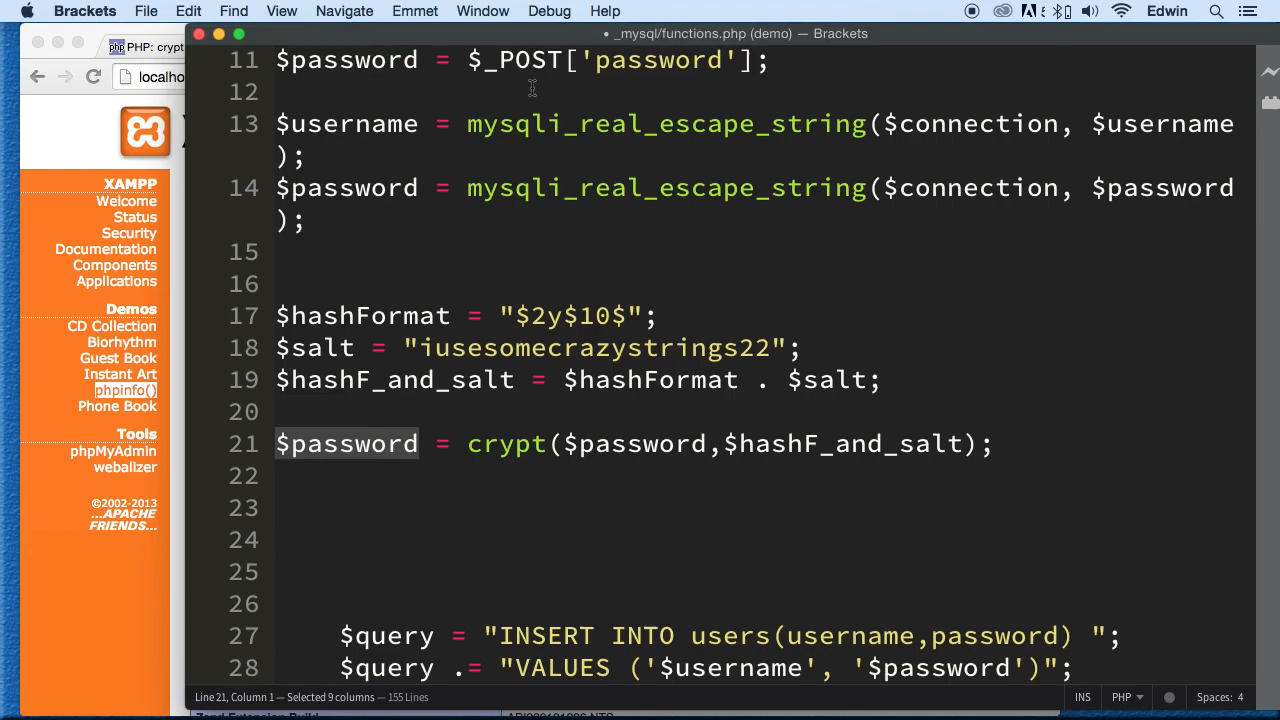 Brackets File Edit Find View Navigate Emmet Window Debug Help Edwin
php PHP: crypt
• _mysql/functions.php (demo) — Brackets
localho
XAMPP
Welcome
Status
Security
Documentation
Components
Applications
Demos
CD Collection
Biorhythm
Guest Book
Instant Art
phpinfo()
Phone Book
Tools
phpMyAdmin
webalizer
©2002-2013
...APACHE
FRIENDS...
11 $password = $_POST['password'];
12
13 $username = mysqli_real_escape_string($connection, $username
);
14 $password = mysqli_real_escape_string($connection, $password
);
15
16
17 $hashFormat = "$2y$10$";
18 $salt = "iusesomecrazystrings22";
19 $hashF_and_salt = $hashFormat . $salt;
20
21 $password = crypt($password,$hashF_and_salt);
22
23
24
25
26
27 $query = "INSERT INTO users(username,password) ";
28 $query .= "VALUES ('$username', '$password')";
Line 21, Column 1 — Selected 9 columns — 155 Lines INS PHP Spaces: 4